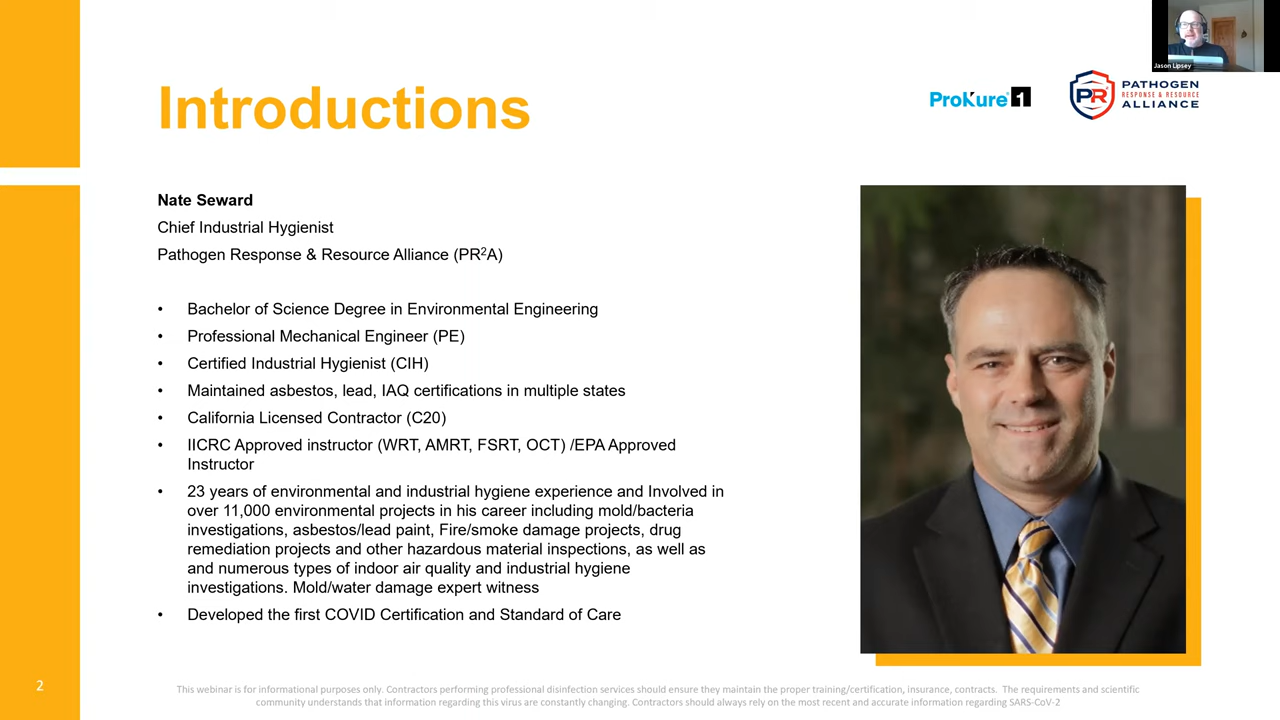 Jason Lipsey
Introductions
ProKure® 1
PR
PATHOGEN
RESPONSE & RESOURCE
ALLIANCE
Nate Seward
Chief Industrial Hygienist
Pathogen Response & Resource Alliance (PR²A)
• Bachelor of Science Degree in Environmental Engineering
• Professional Mechanical Engineer (PE)
• Certified Industrial Hygienist (CIH)
• Maintained asbestos, lead, IAQ certifications in multiple states
• California Licensed Contractor (C20)
• IICRC Approved instructor (WRT, AMRT, FSRT, OCT) /EPA Approved
Instructor
• 23 years of environmental and industrial hygiene experience and Involved in
over 11,000 environmental projects in his career including mold/bacteria
investigations, asbestos/lead paint, Fire/smoke damage projects, drug
remediation projects and other hazardous material inspections, as well as
and numerous types of indoor air quality and industrial hygiene
investigations. Mold/water damage expert witness
• Developed the first COVID Certification and Standard of Care
2
This webinar is for informational purposes only. Contractors performing professional disinfection services should ensure they maintain the proper training/certification, insurance, contracts. The requirements and scientific
community understands that information regarding this virus are constantly changing. Contractors should always rely on the most recent and accurate information regarding SARS-CoV-2